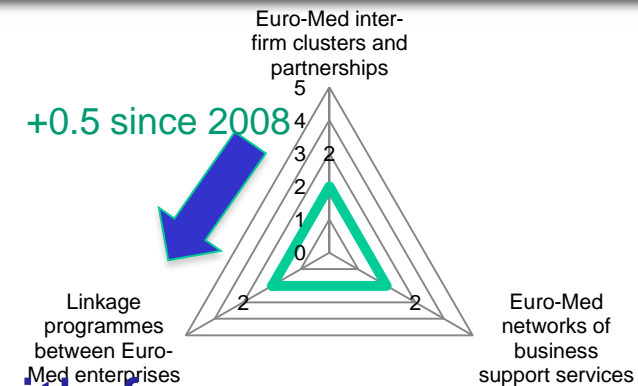 Euro-Med inter-
firm clusters and
partnerships
+0.5 since 2008
5
4
3
2
2
1
0
2
2
Linkage
programmes
between Euro-
Med enterprises
Euro-Med
networks of
business
support services